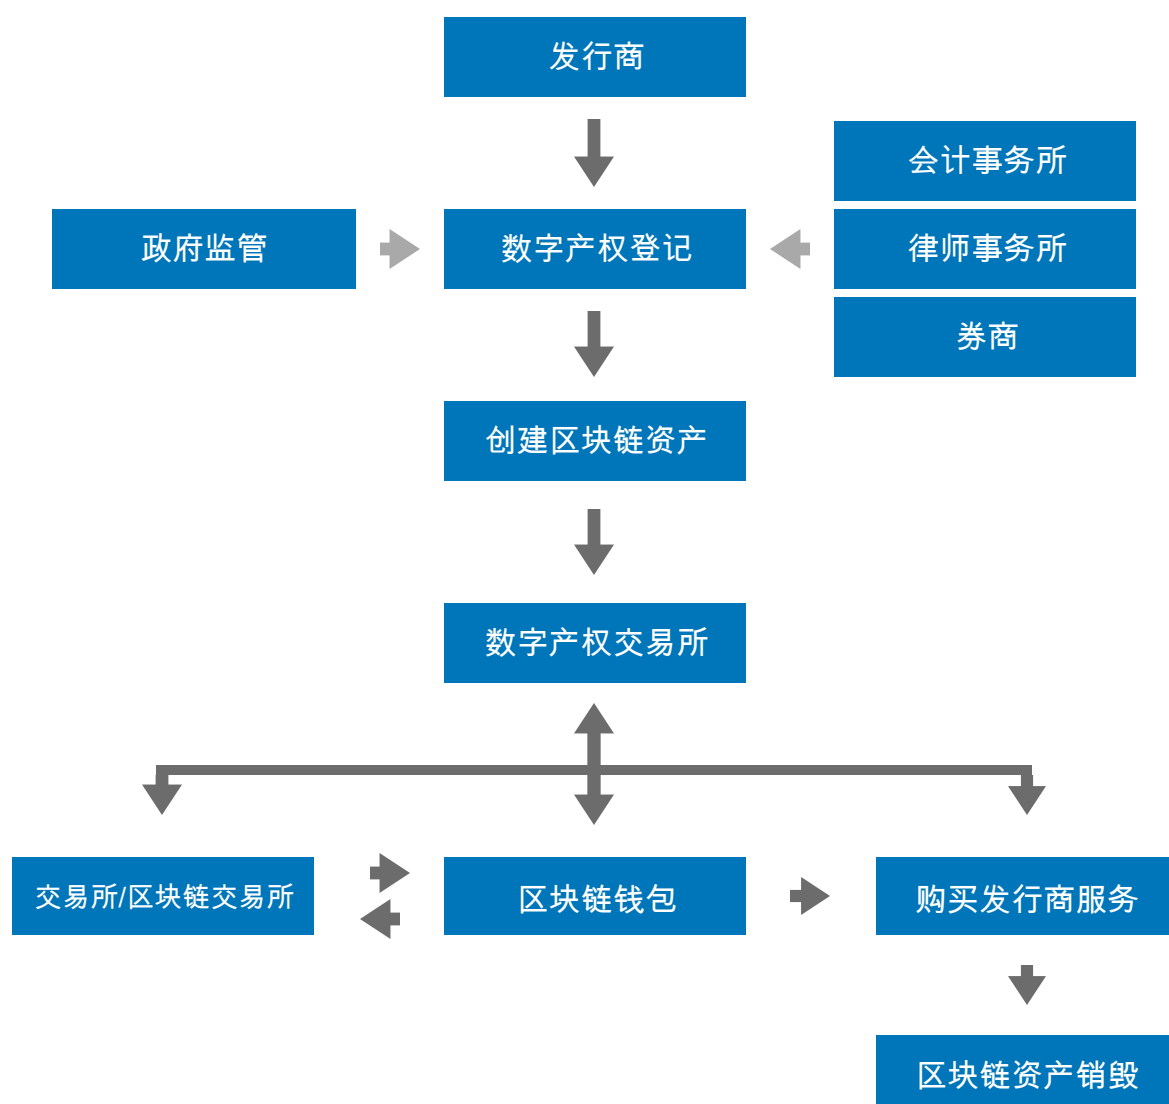 发行商
会计事务所
政府监管
数字产权登记
律师事务所
券商
创建区块链资产
数字产权交易所
交易所/区块链交易所
区块链钱包
购买发行商服务
区块链资产销毁